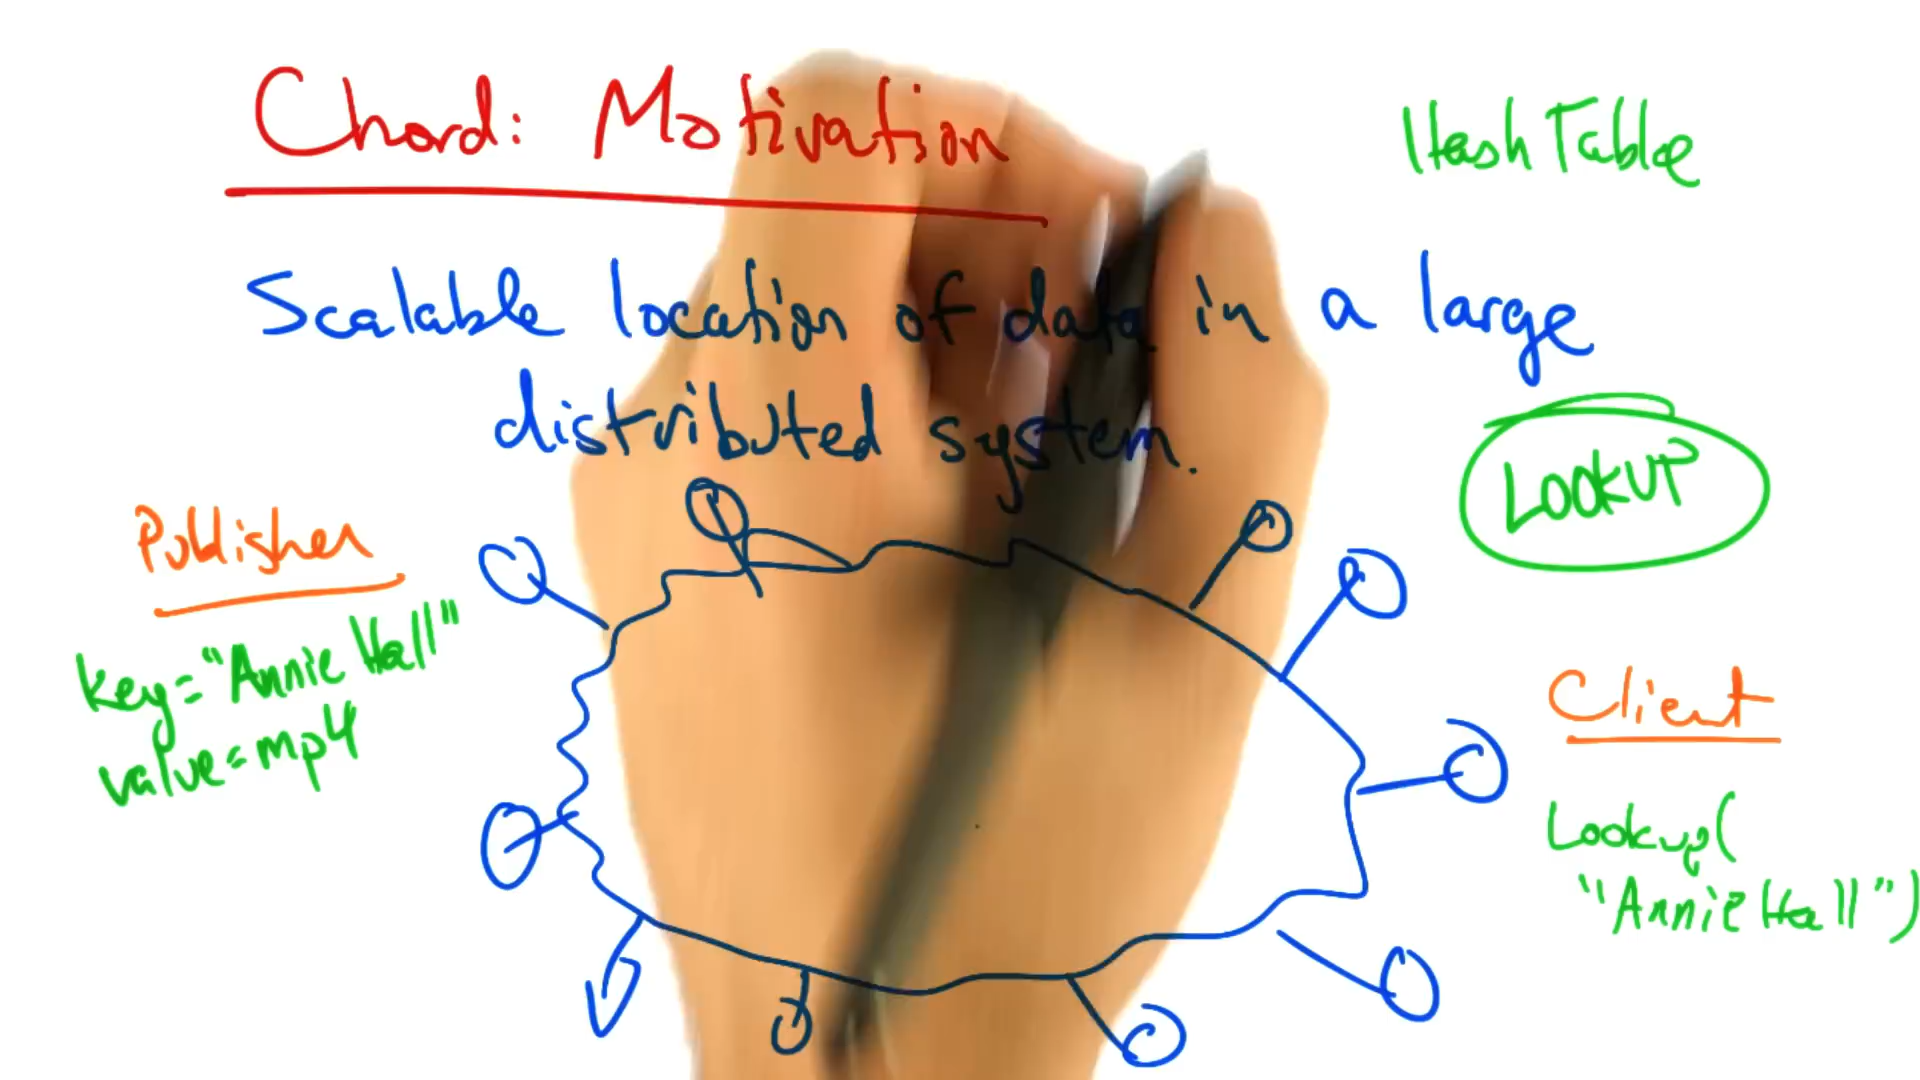 Chord: Motivation
Hash Table
Scalable location of data in a large
distributed system.
LOOKUP
Publisher
key="Annie Hall"
value=mp4
Client
Lookup(
"Annie Hall")